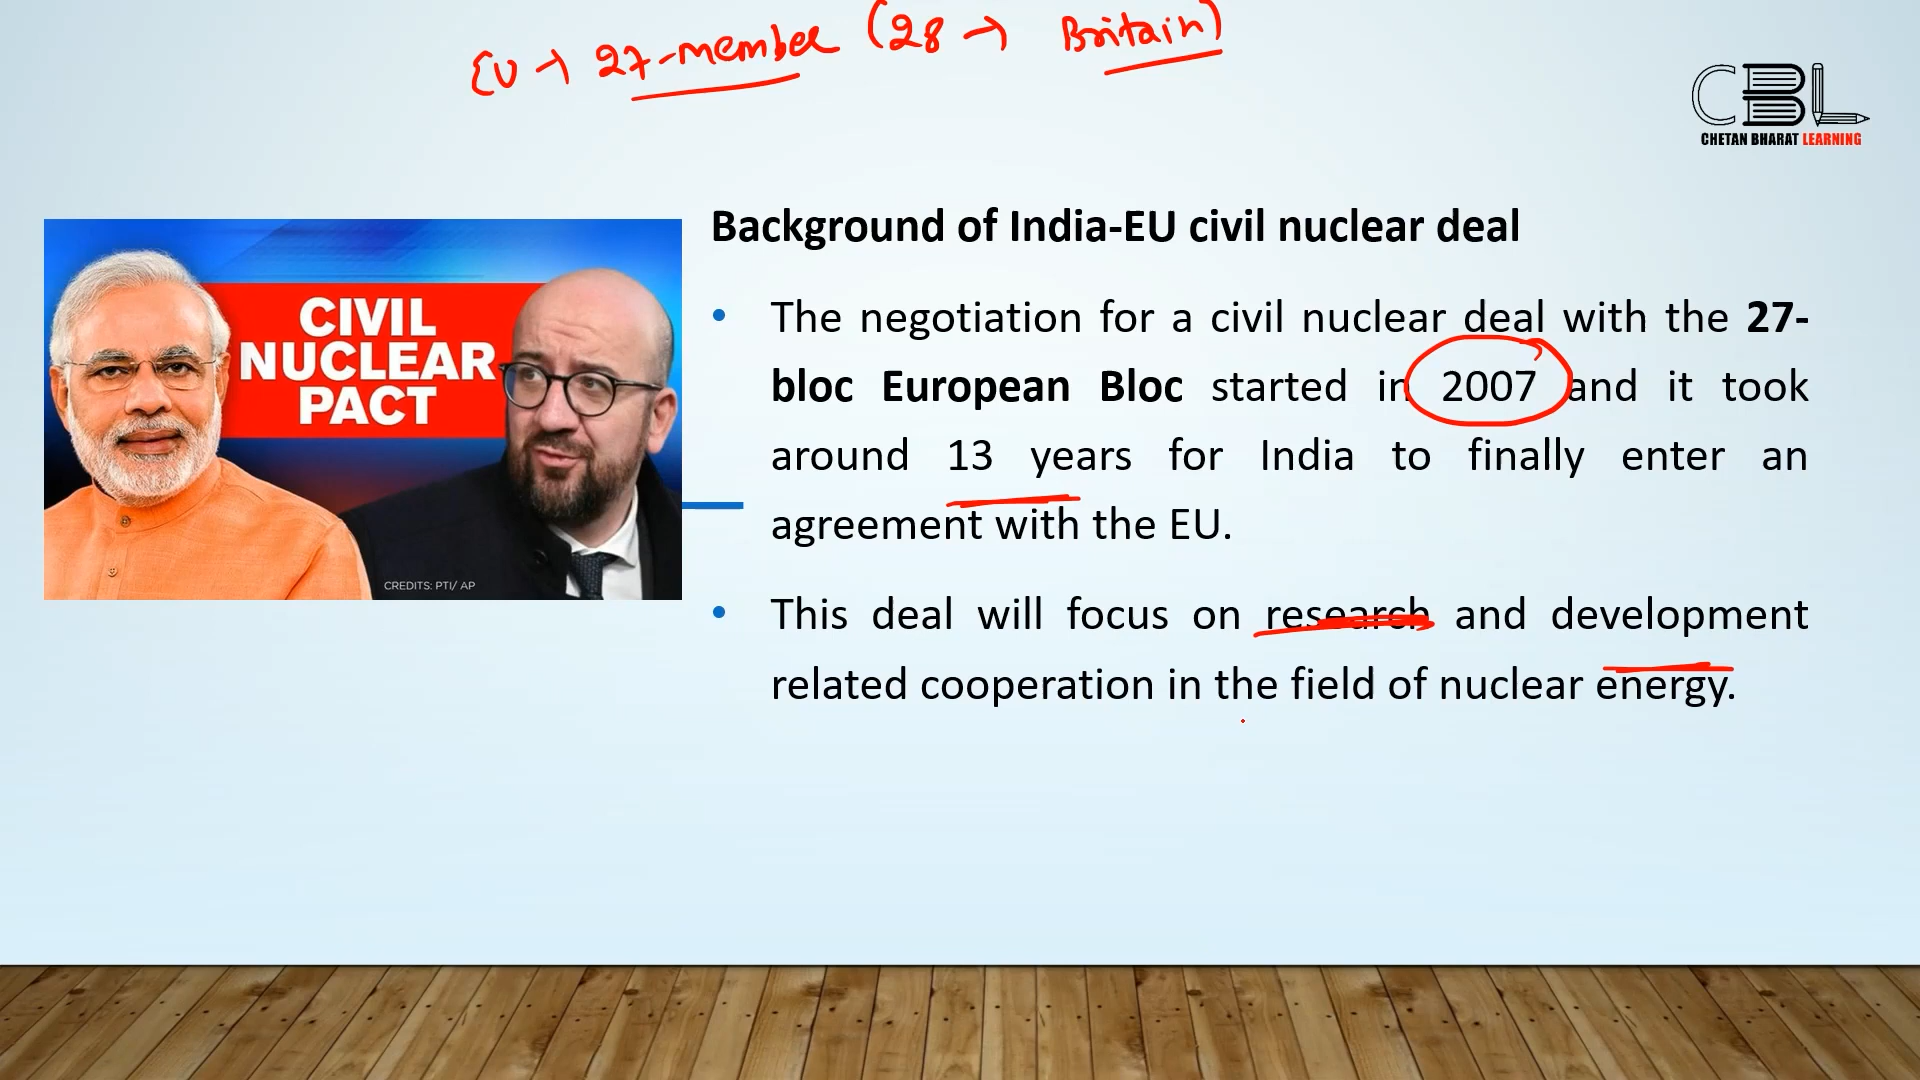 EU → 27-member (28 → Britain)
CBL
CHETAN BHARAT LEARNING
Background of India-EU civil nuclear deal
CIVIL
NUCLEAR
PACT
CREDITS: PTI/ AP
• The negotiation for a civil nuclear deal with the 27-
bloc European Bloc started in 2007 and it took
around 13 years for India to finally enter an
agreement with the EU.
• This deal will focus on research and development
related cooperation in the field of nuclear energy.